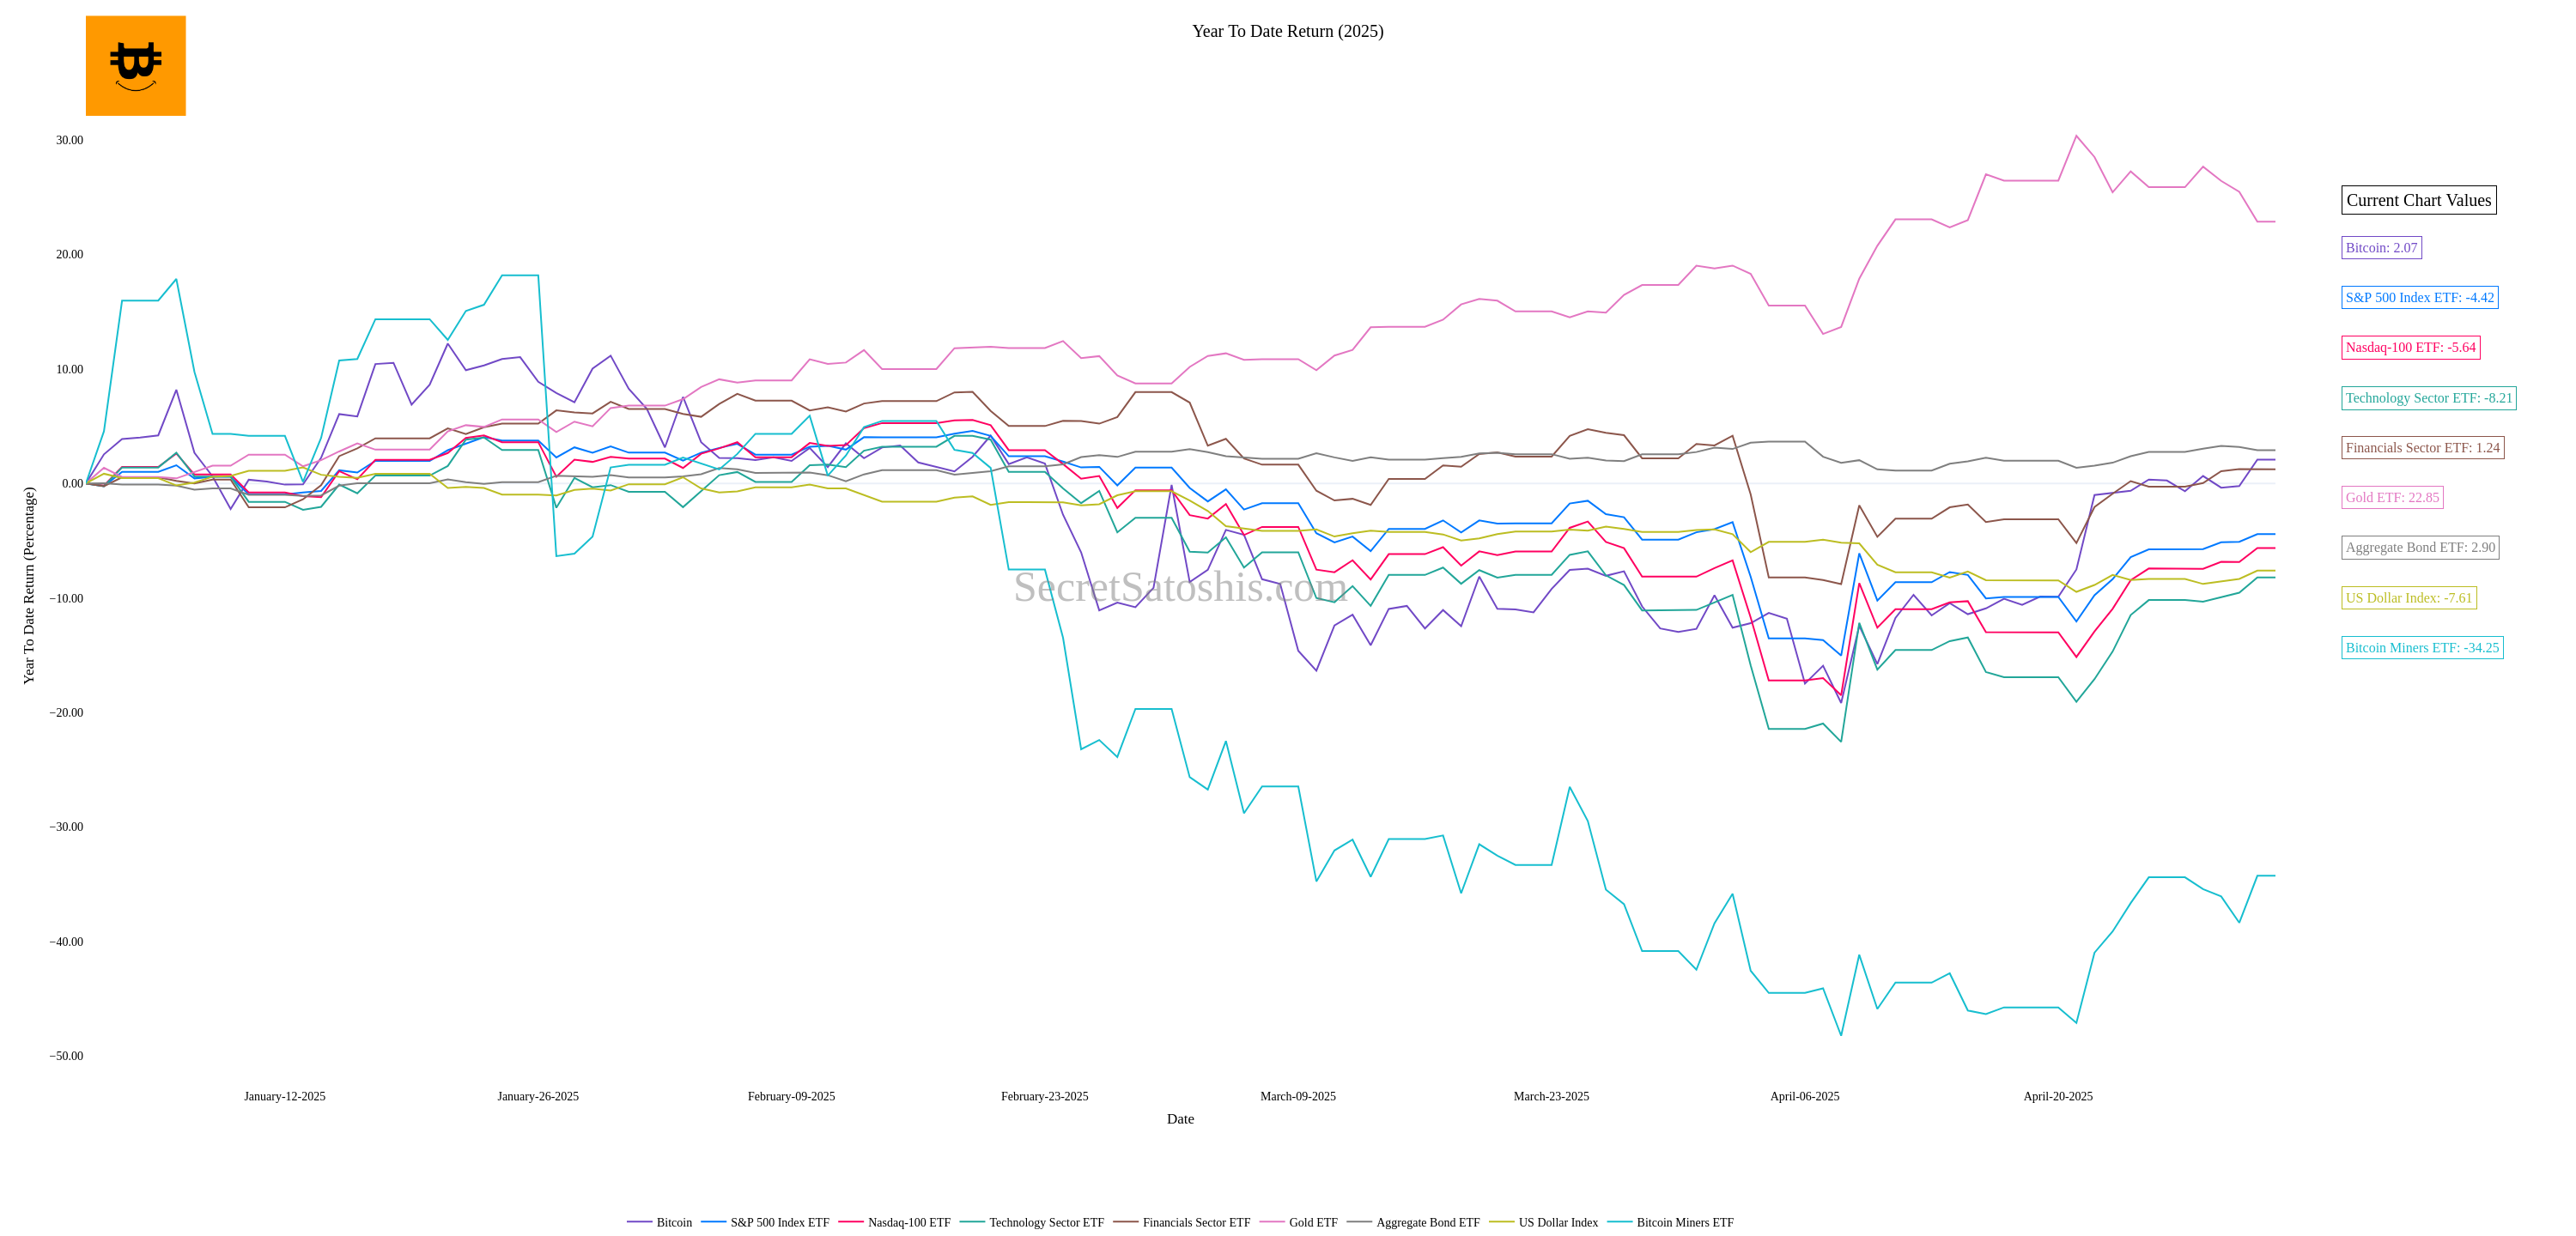 Year To Date Return (2025)
30.00
20.00
10.00
0.00
−10.00
−20.00
−30.00
−40.00
−50.00
Year To Date Return (Percentage)
SecretSatoshis.com
Current Chart Values
Bitcoin: 2.07
S&P 500 Index ETF: -4.42
Nasdaq-100 ETF: -5.64
Technology Sector ETF: -8.21
Financials Sector ETF: 1.24
Gold ETF: 22.85
Aggregate Bond ETF: 2.90
US Dollar Index: -7.61
Bitcoin Miners ETF: -34.25
January-12-2025 January-26-2025 February-09-2025 February-23-2025 March-09-2025 March-23-2025 April-06-2025 April-20-2025
Date
Bitcoin S&P 500 Index ETF Nasdaq-100 ETF Technology Sector ETF Financials Sector ETF Gold ETF Aggregate Bond ETF US Dollar Index Bitcoin Miners ETF